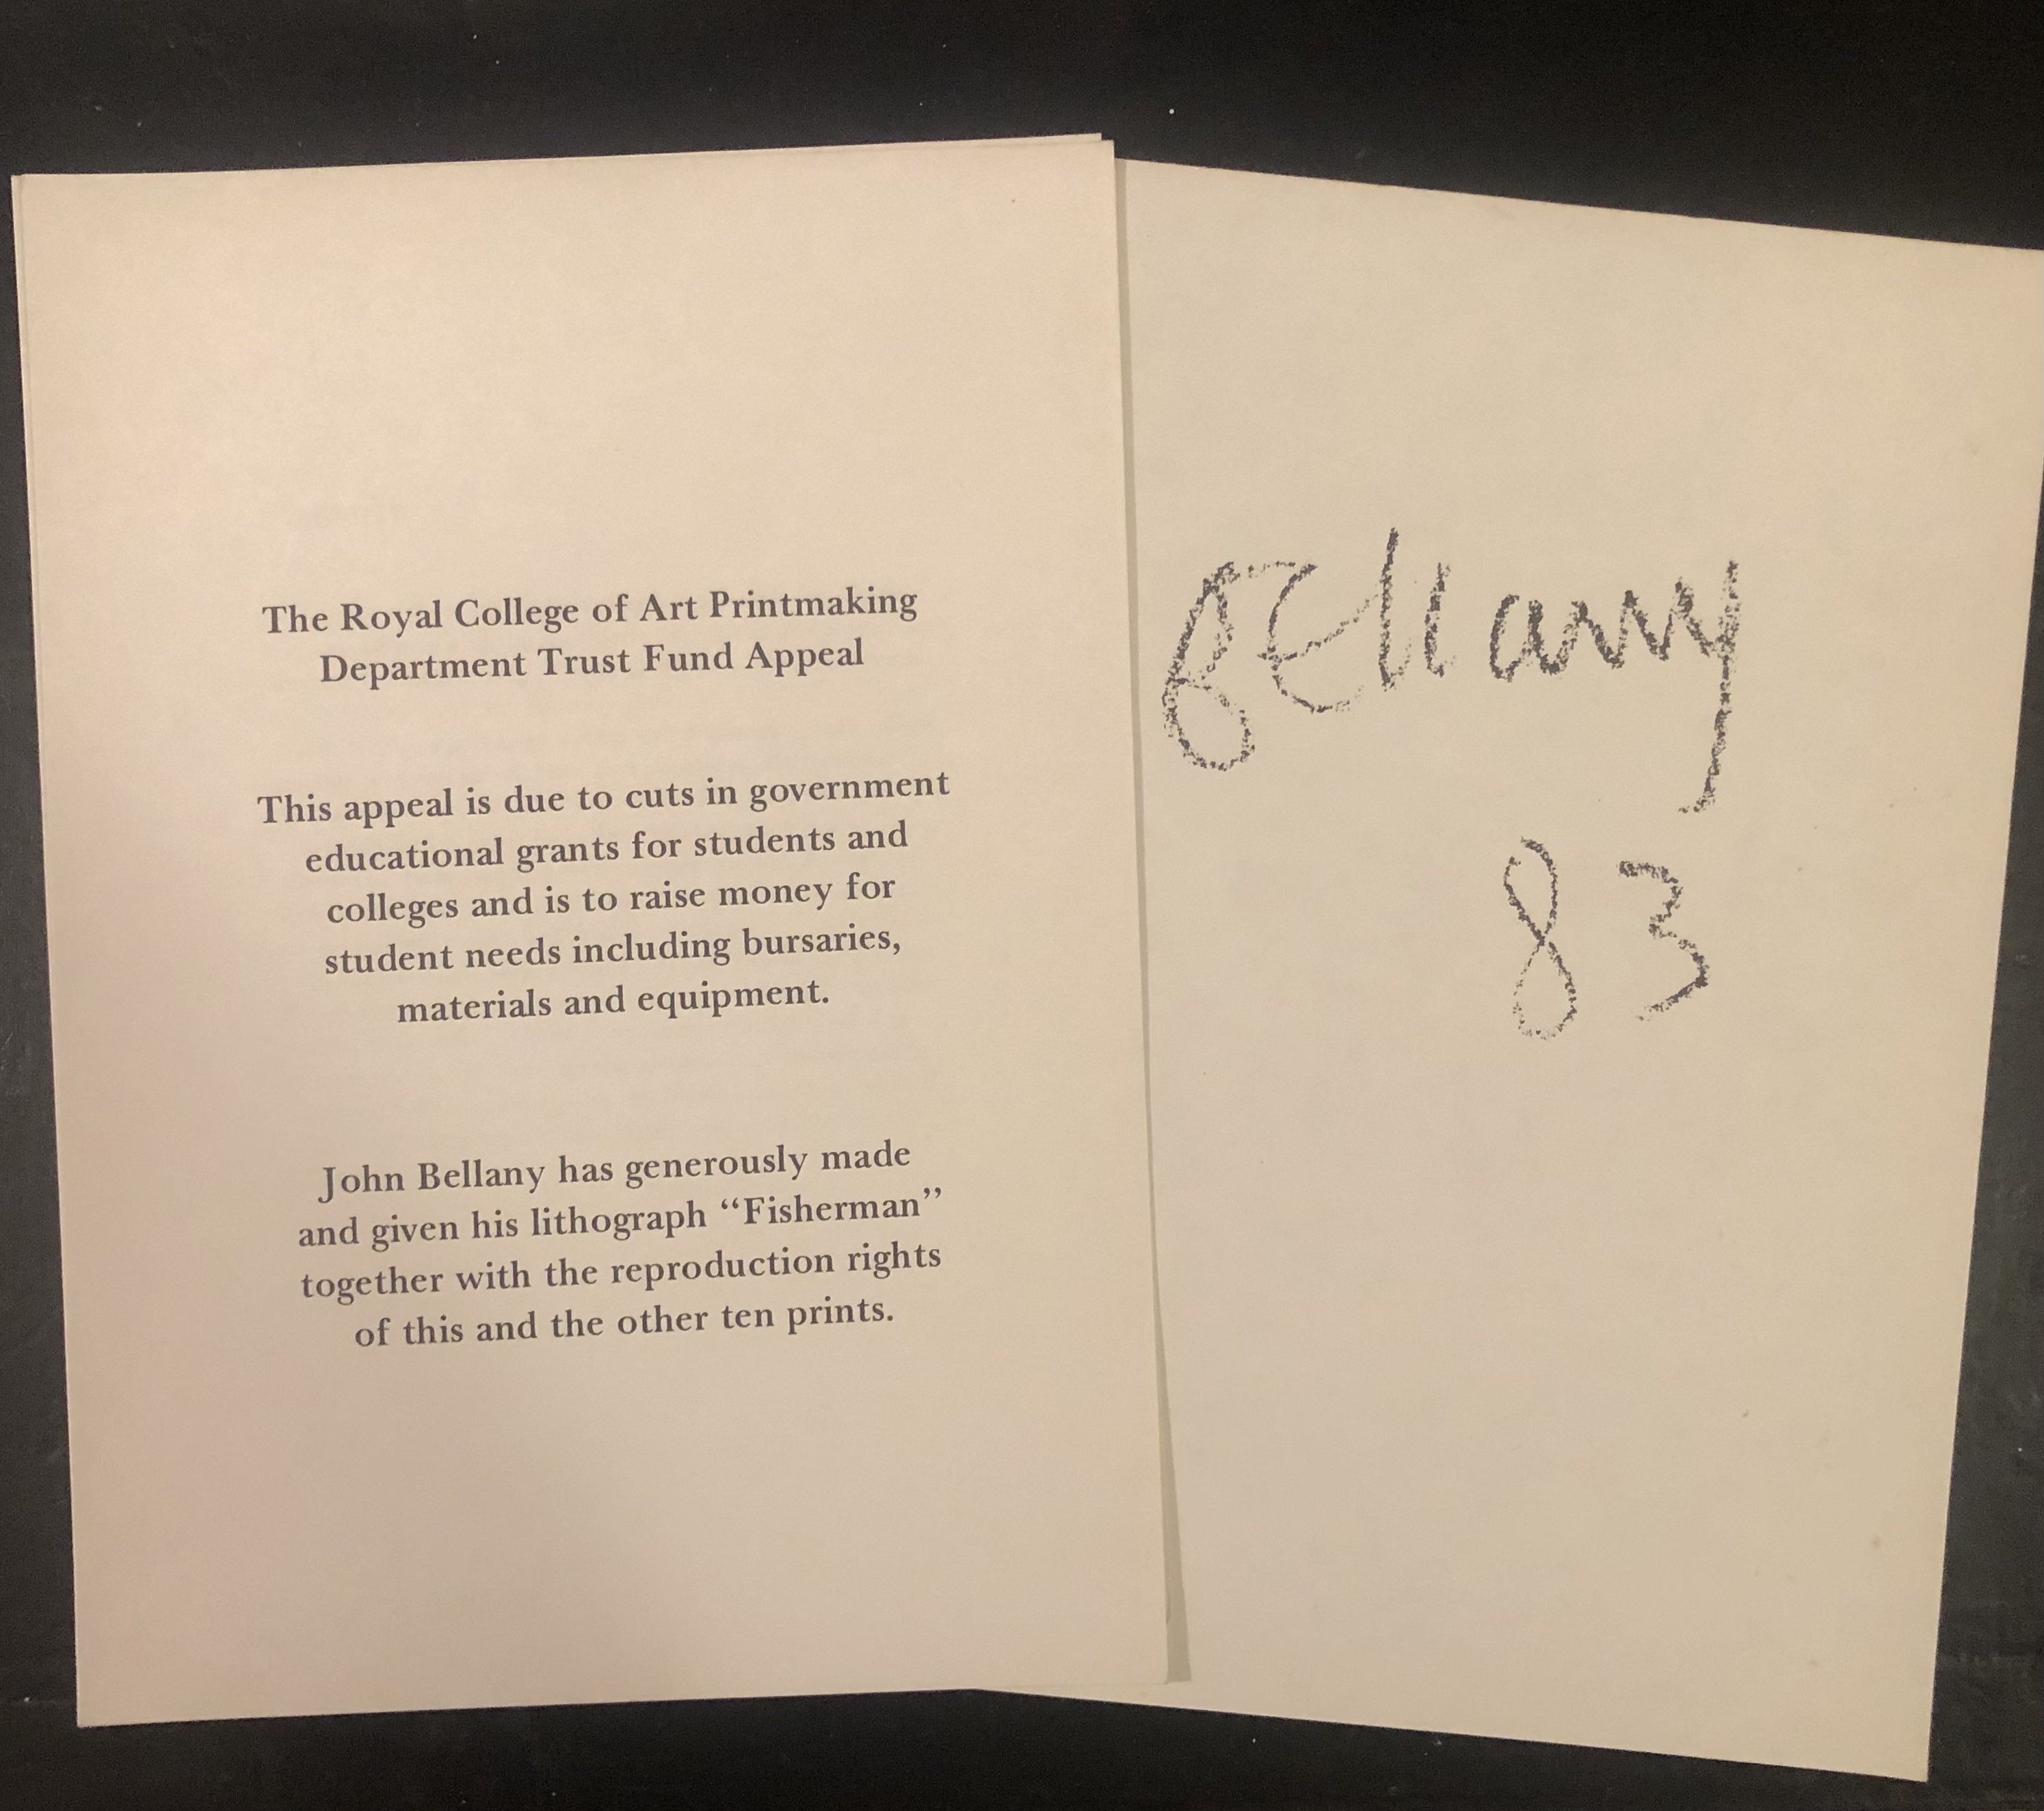 The Royal College of Art Printmaking
Department Trust Fund Appeal
This appeal is due to cuts in government
educational grants for students and
colleges and is to raise money for
student needs including bursaries,
materials and equipment.
John Bellany has generously made
and given his lithograph “Fisherman”
together with the reproduction rights
of this and the other ten prints.
Bellany
83